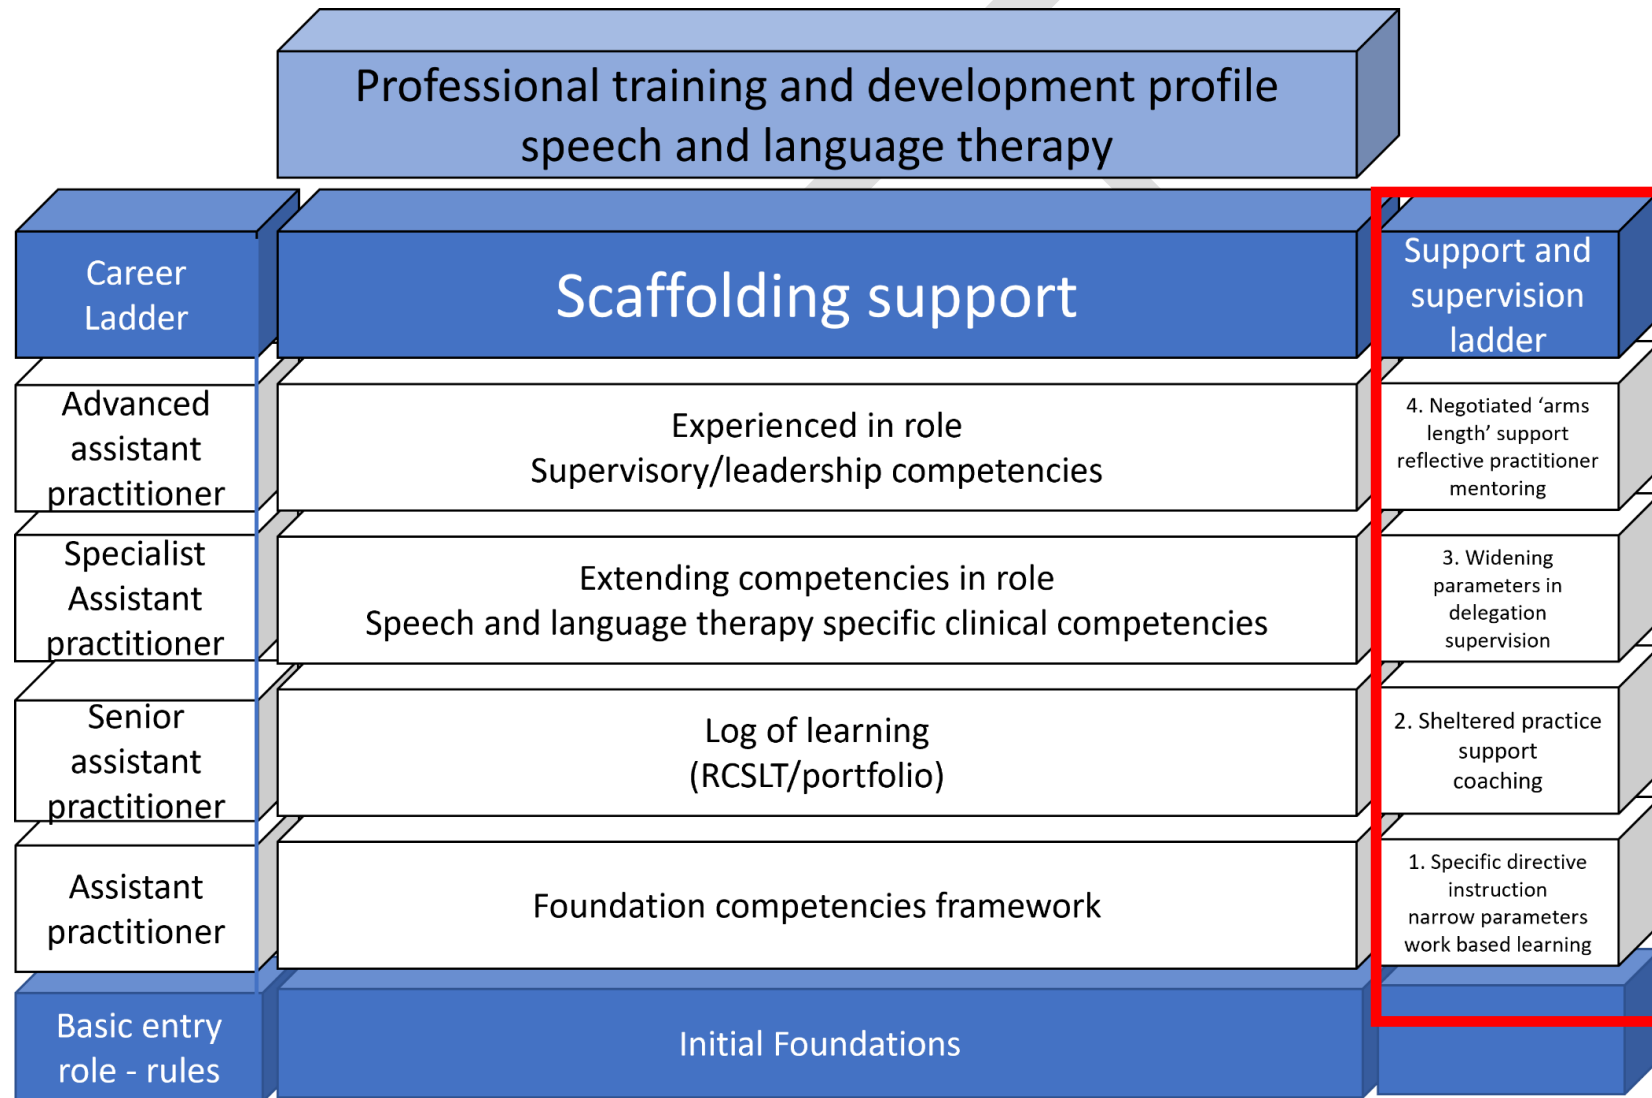 Professional training and development profile
speech and language therapy
Career
Ladder
Scaffolding support
Support and
supervision
ladder
Advanced
assistant
practitioner
Experienced in role
Supervisory/leadership competencies
4. Negotiated ‘arms
length’ support
reflective practitioner
mentoring
Specialist
Assistant
practitioner
Extending competencies in role
Speech and language therapy specific clinical competencies
3. Widening
parameters in
delegation
supervision
Senior
assistant
practitioner
Log of learning
(RCSLT/portfolio)
2. Sheltered practice
support
coaching
Assistant
practitioner
Foundation competencies framework
1. Specific directive
instruction
narrow parameters
work based learning
Basic entry
role - rules
Initial Foundations